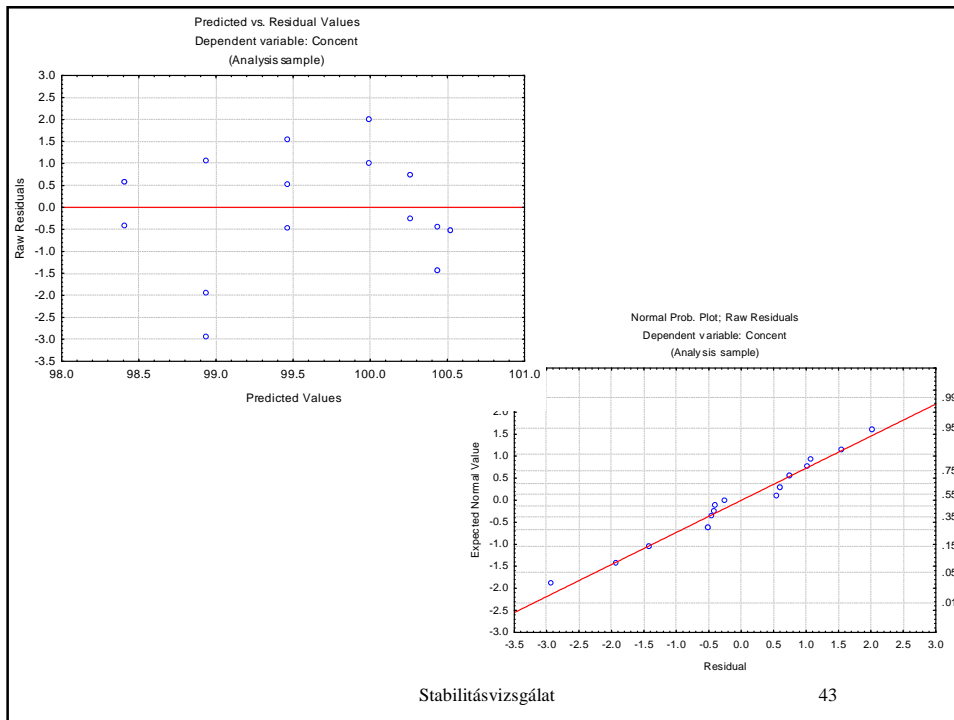 Predicted vs. Residual Values
Dependent variable: Concent
(Analysis sample)
3.0
2.5
2.0
1.5
1.0
0.5
0.0
-0.5
-1.0
-1.5
-2.0
-2.5
-3.0
-3.5
98.0 98.5 99.0 99.5 100.0 100.5 101.0
Predicted Values
Raw Residuals
Normal Prob. Plot; Raw Residuals
Dependent variable: Concent
(Analysis sample)
2.0
1.5
1.0
0.5
0.0
-0.5
-1.0
-1.5
-2.0
-2.5
-3.0
-3.5 -3.0 -2.5 -2.0 -1.5 -1.0 -0.5 0.0 0.5 1.0 1.5 2.0 2.5 3.0
Residual
Expected Normal Value
.99
.95
.75
.55
.35
.15
.05
.01
Stabilitásvizsgálat 43